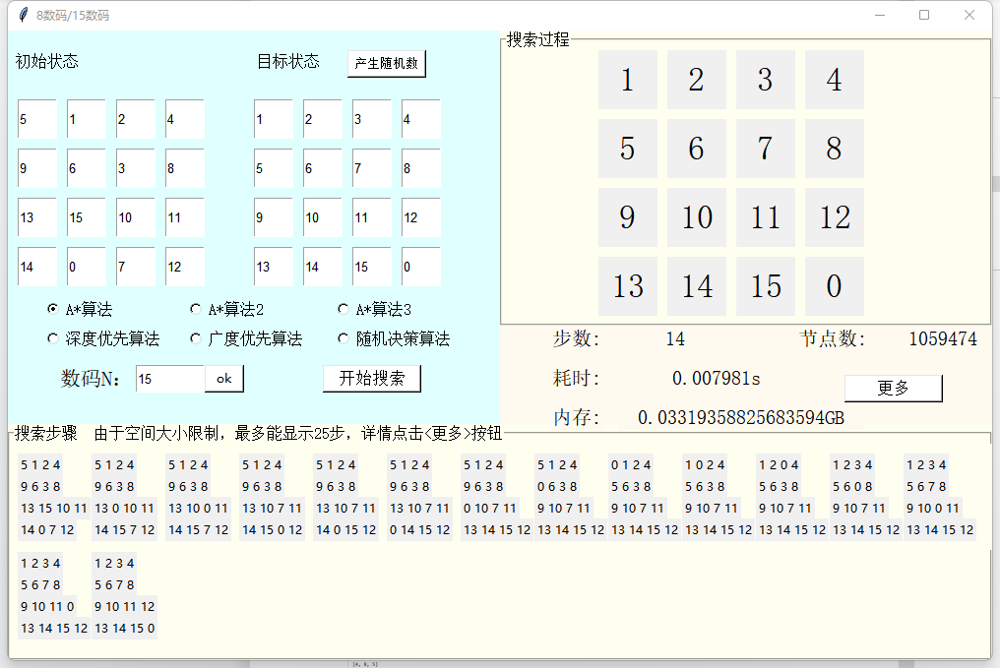 8数码/15数码
初始状态 目标状态 产生随机数
5 1 2 4 1 2 3 4
9 6 3 8 5 6 7 8
13 15 10 11 9 10 11 12
14 0 7 12 13 14 15 0
A*算法 A*算法2 A*算法3
深度优先算法 广度优先算法 随机决策算法
数码N: 15 ok 开始搜索
搜索过程
1 2 3 4
5 6 7 8
9 10 11 12
13 14 15 0
步数: 14 节点数: 1059474
耗时: 0.007981s 更多
内存: 0.03319358825683594GB
搜索步骤 由于空间大小限制，最多能显示25步，详情点击<更多>按钮
5 1 2 4 5 1 2 4 5 1 2 4 5 1 2 4 5 1 2 4 5 1 2 4 5 1 2 4 5 1 2 4 0 1 2 4 1 0 2 4 1 2 0 4 1 2 3 4 1 2 3 4
9 6 3 8 9 6 3 8 9 6 3 8 9 6 3 8 9 6 3 8 9 6 3 8 9 6 3 8 0 6 3 8 5 6 3 8 5 6 3 8 5 6 3 8 5 6 0 8 5 6 7 8
13 15 10 11 13 0 10 11 13 10 0 11 13 10 7 11 13 10 7 11 13 10 7 11 0 10 7 11 9 10 7 11 9 10 7 11 9 10 7 11 9 10 7 11 9 10 7 11 9 10 0 11
14 0 7 12 14 15 7 12 14 15 7 12 14 15 0 12 14 0 15 12 0 14 15 12 13 14 15 12 13 14 15 12 13 14 15 12 13 14 15 12 13 14 15 12 13 14 15 12 13 14 15 12
1 2 3 4 1 2 3 4
5 6 7 8 5 6 7 8
9 10 11 0 9 10 11 12
13 14 15 12 13 14 15 0